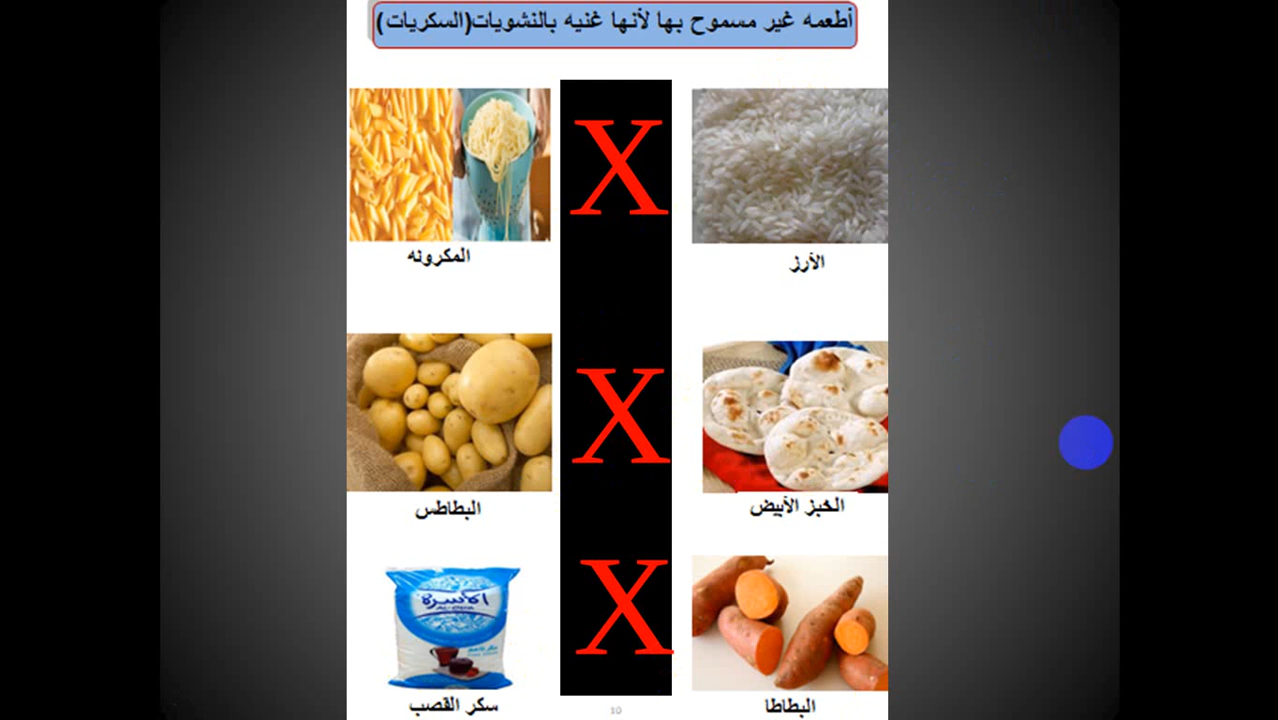 أطعمه غير مسموح بها لأنها غنيه بالنشويات(السكريات)
X
الأرز
المكرونه
X
الخبز الأبيض
البطاطس
X
الأسرة
البطاطا
سكر القصب
10